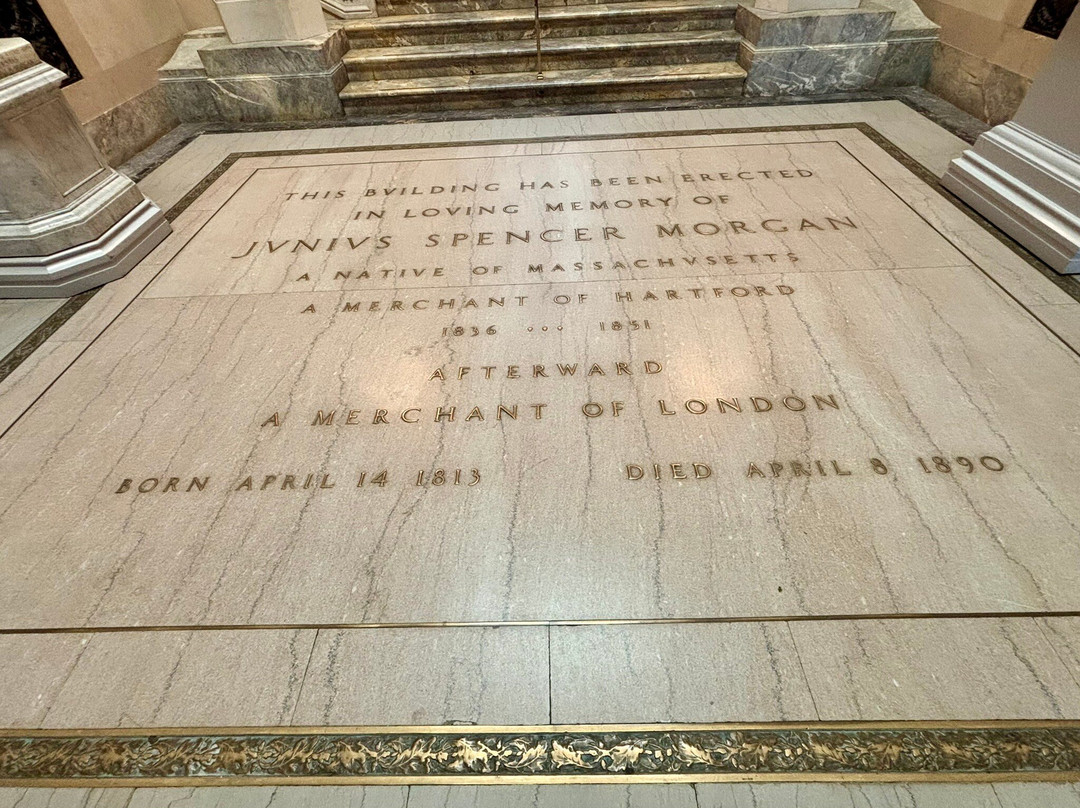 THIS BVILDING HAS BEEN ERECTED
IN LOVING MEMORY OF
JVNIVS SPENCER MORGAN
A NATIVE OF MASSACHVSETTS
A MERCHANT OF HARTFORD
1836 ... 1851
AFTERWARD
A MERCHANT OF LONDON
BORN APRIL 14 1813 DIED APRIL 8 1890